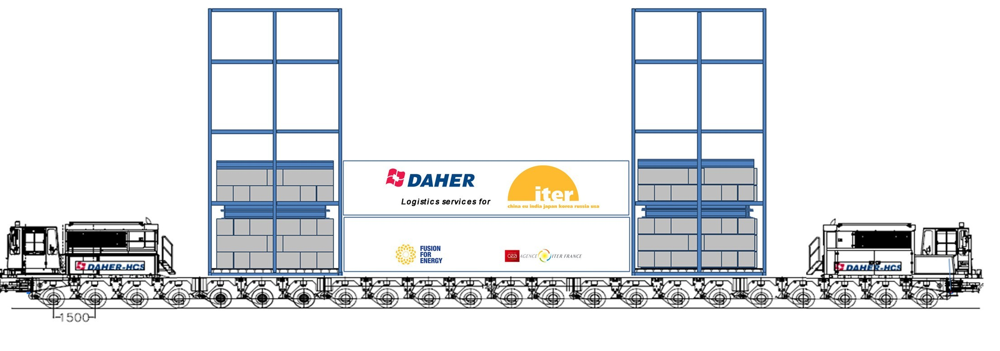 DAHER
iter
Logistics services for
china eu india japan korea russia usa
FUSION
FOR
ENERGY
cea AGENCE ITER FRANCE
DAHER-HCS
DAHER-HCS
1500